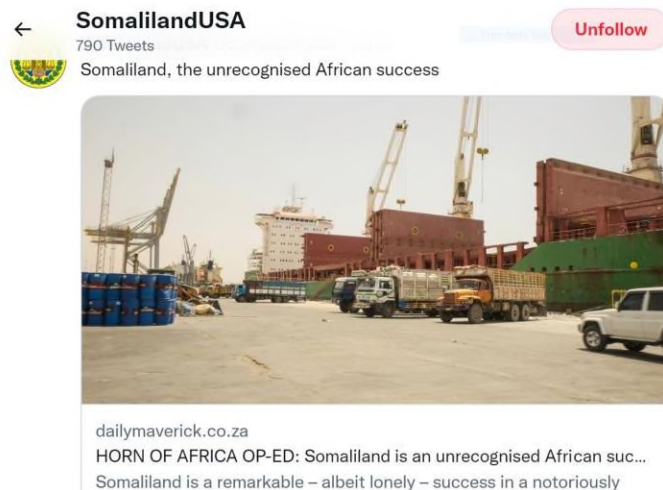 SomalilandUSA
790 Tweets
Unfollow
Somaliland, the unrecognised African success
dailymaverick.co.za
HORN OF AFRICA OP-ED: Somaliland is an unrecognised African suc...
Somaliland is a remarkable – albeit lonely – success in a notoriously